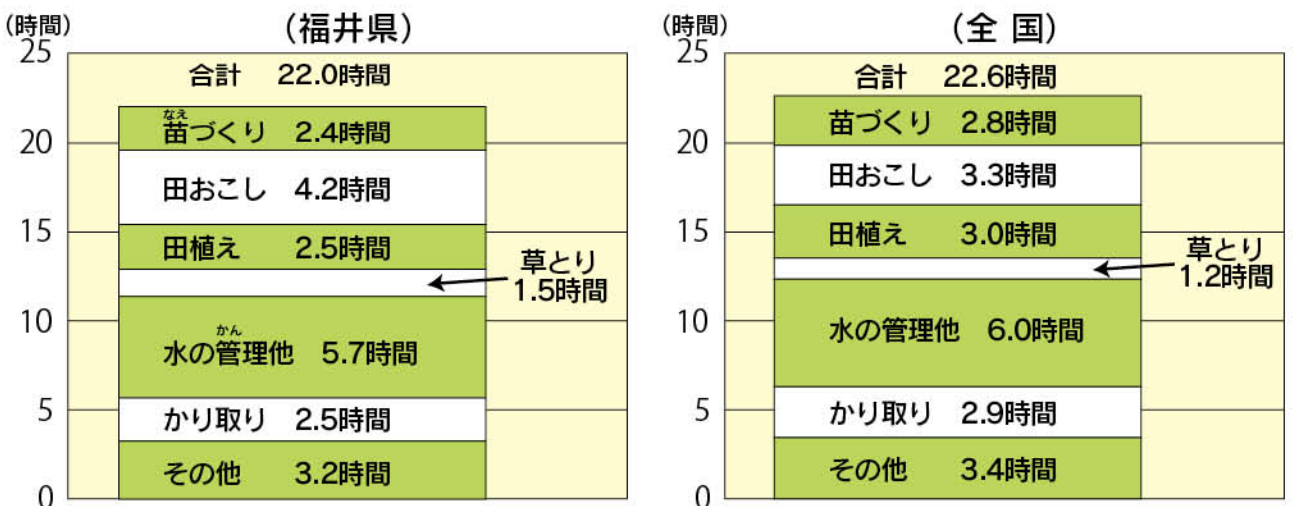 (時間)
(福井県)
25
20
15
10
5
0
合計 22.0時間
なえ
苗づくり 2.4時間
田おこし 4.2時間
田植え 2.5時間
草とり
1.5時間
かん
水の管理他 5.7時間
かり取り 2.5時間
その他 3.2時間
(時間)
(全国)
25
20
15
10
5
0
合計 22.6時間
苗づくり 2.8時間
田おこし 3.3時間
田植え 3.0時間
草とり
1.2時間
水の管理他 6.0時間
かり取り 2.9時間
その他 3.4時間